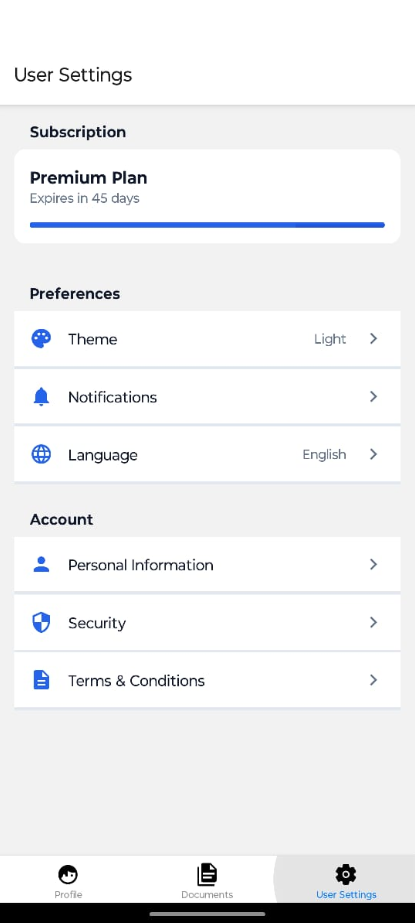 User Settings
Subscription
Premium Plan
Expires in 45 days
Preferences
Theme Light
Notifications
Language English
Account
Personal Information
Security
Terms & Conditions
Profile Documents User Settings